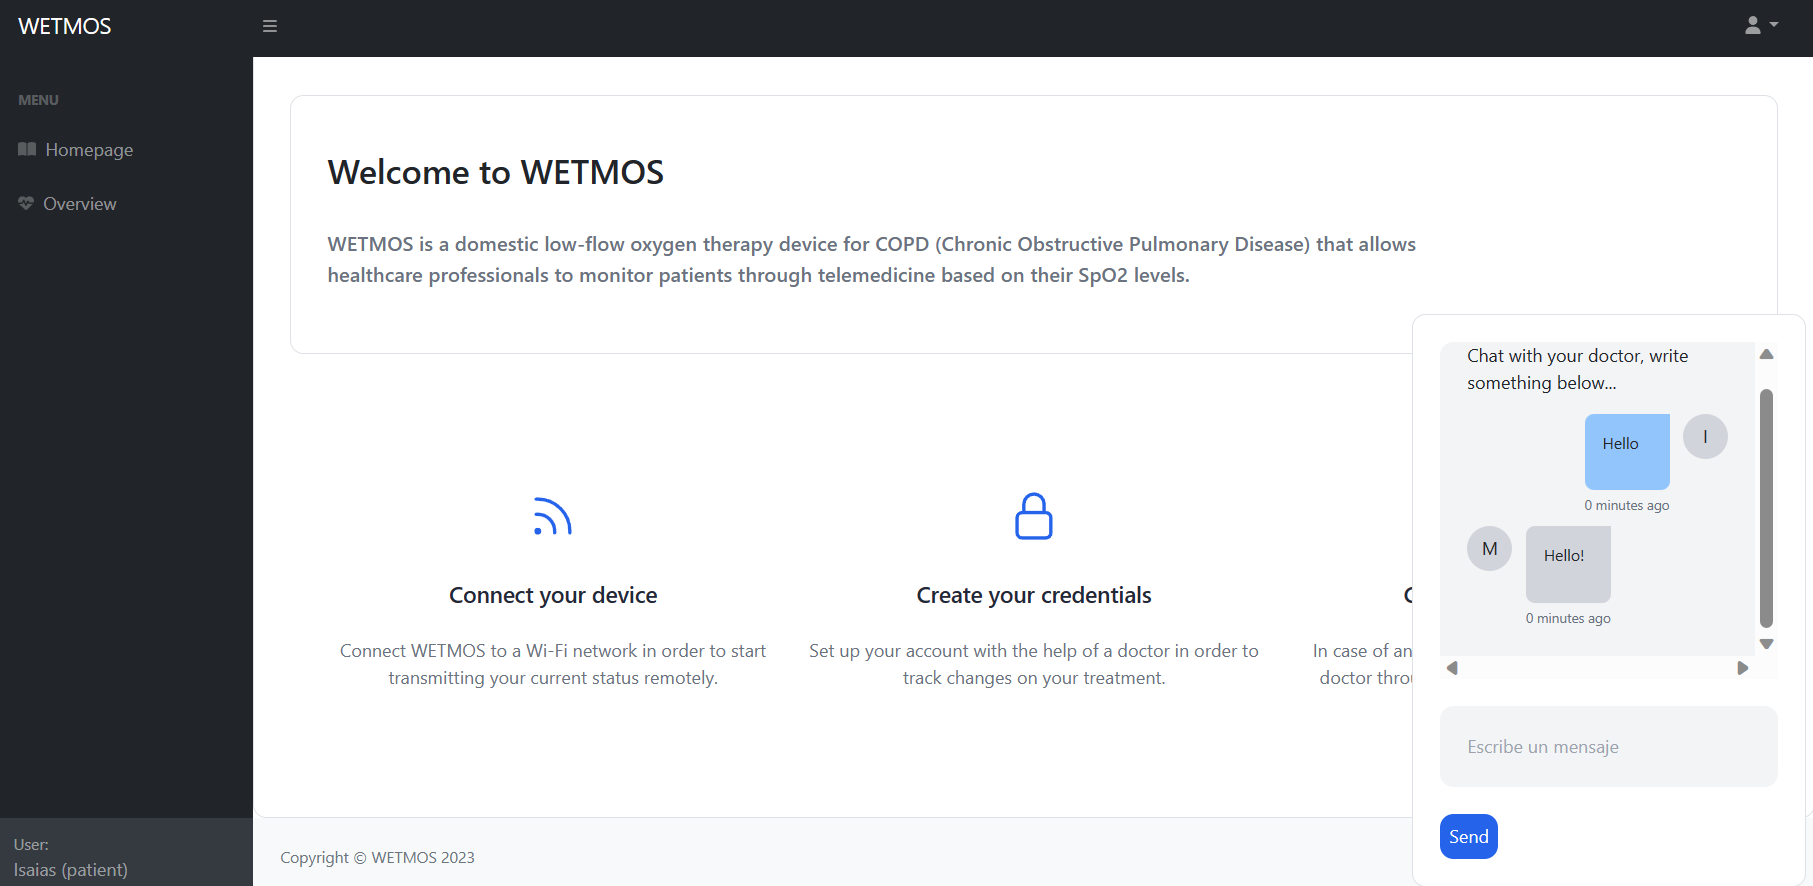 WETMOS
MENU
Homepage
Overview
Welcome to WETMOS
WETMOS is a domestic low-flow oxygen therapy device for COPD (Chronic Obstructive Pulmonary Disease) that allows
healthcare professionals to monitor patients through telemedicine based on their SpO2 levels.
Connect your device
Connect WETMOS to a Wi-Fi network in order to start
transmitting your current status remotely.
Create your credentials
Set up your account with the help of a doctor in order to
track changes on your treatment.
In case of an
doctor
Chat with your doctor, write
something below...
Hello
I
0 minutes ago
M
Hello!
0 minutes ago
Escribe un mensaje
Send
User:
Isaias (patient)
Copyright © WETMOS 2023